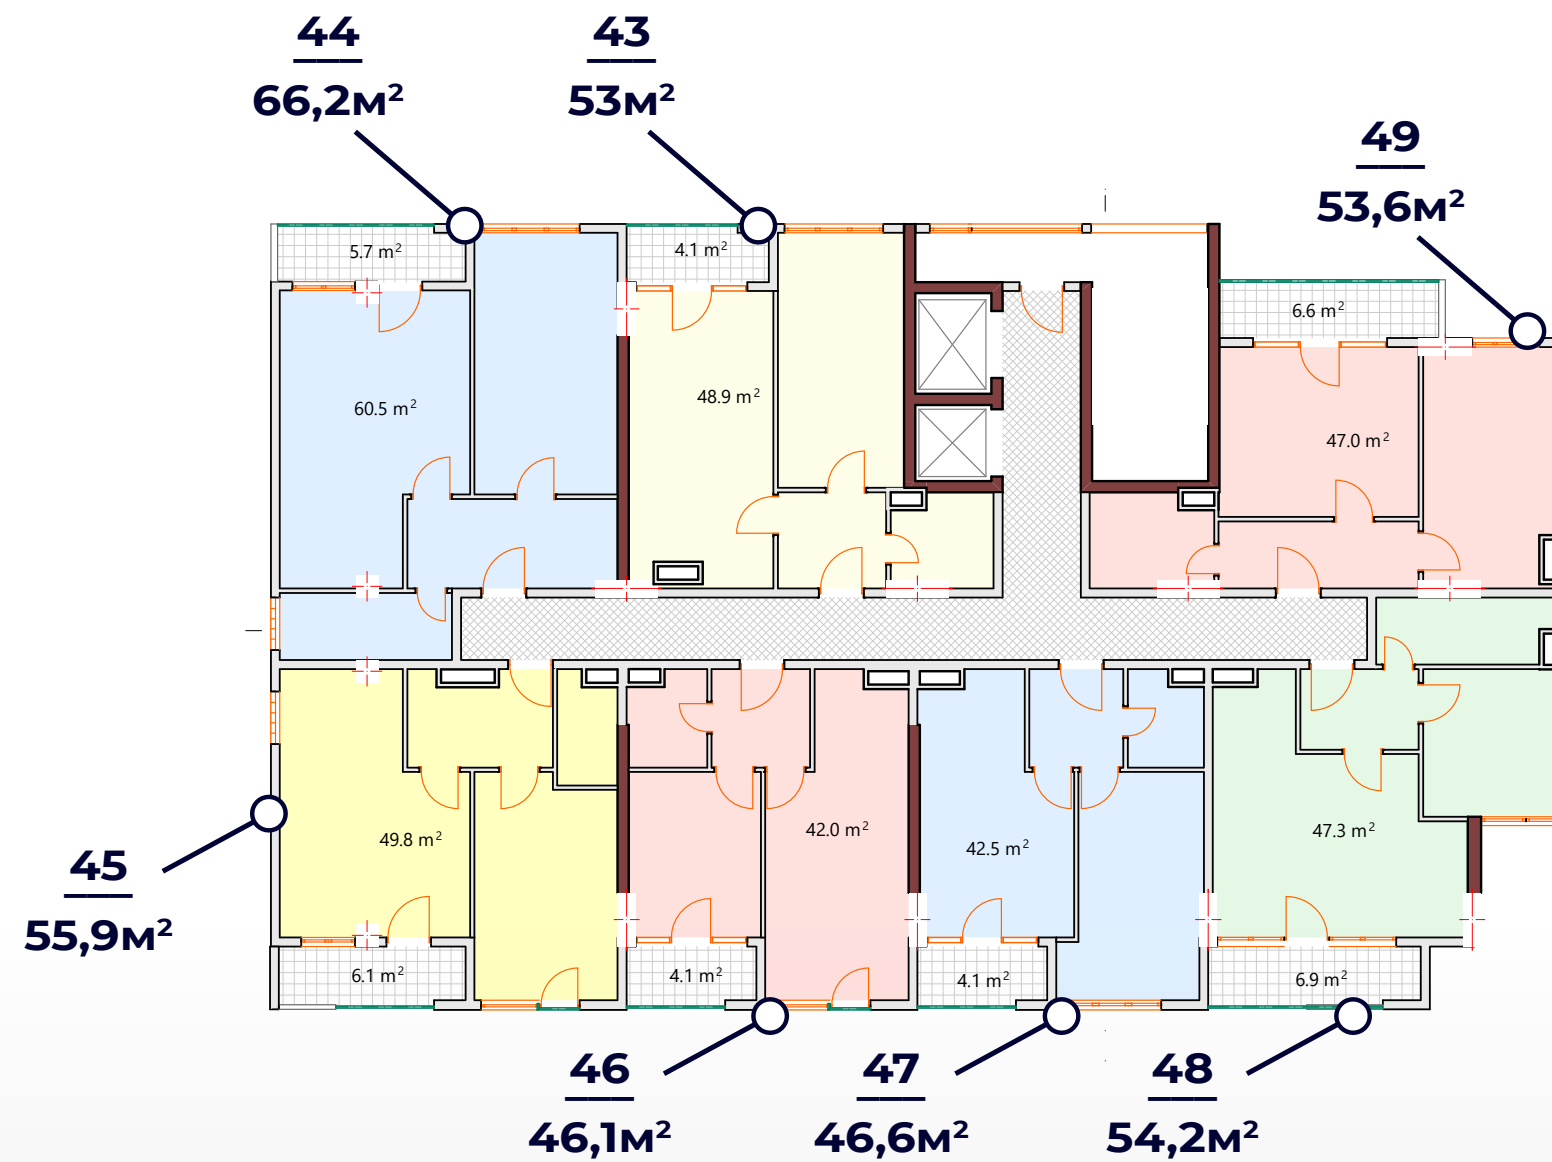 44
66,2м²
43
53м²
49
53,6м²
5.7 m²
4.1 m²
6.6 m²
60.5 m²
48.9 m²
47.0 m²
49.8 m²
42.0 m²
42.5 m²
47.3 m²
45
55,9м²
6.1 m²
4.1 m²
4.1 m²
6.9 m²
46
46,1м²
47
46,6м²
48
54,2м²